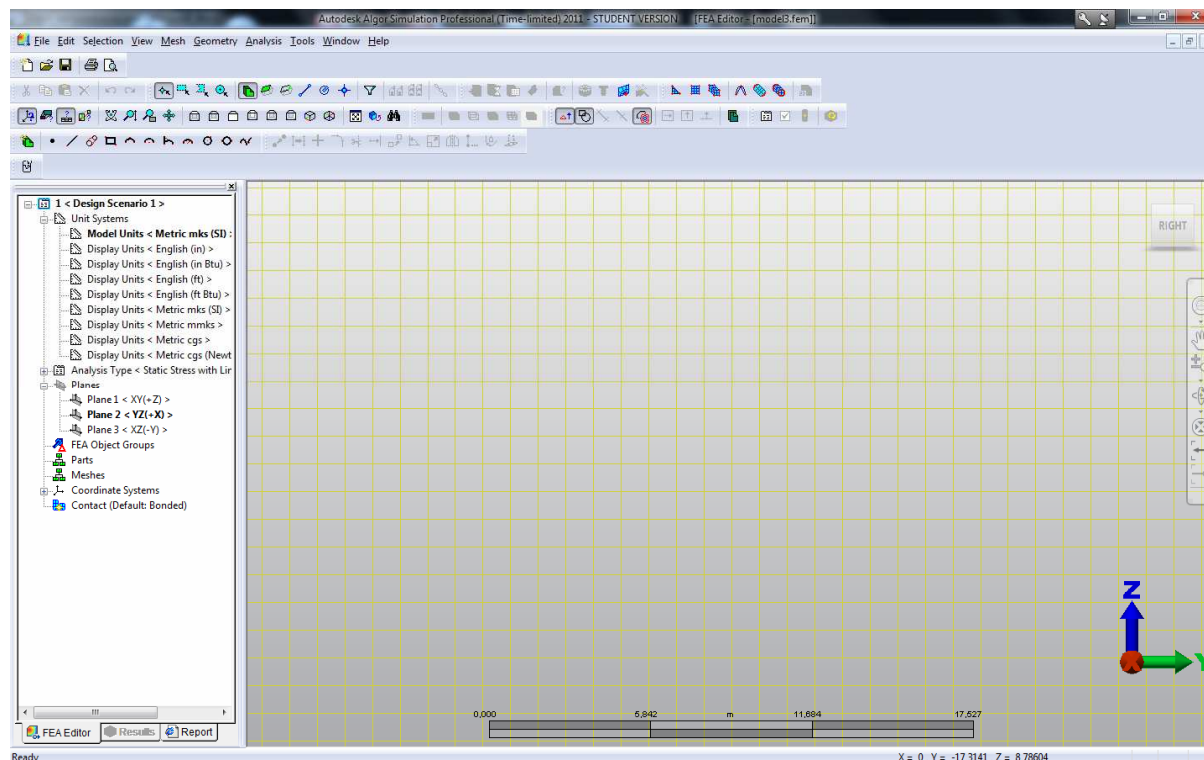 Autodesk Algor Simulation Professional (Time-limited) 2011 - STUDENT VERSION [FEA Editor - [model3.fem]]
File Edit Selection View Mesh Geometry Analysis Tools Window Help
1 < Design Scenario 1 >
Unit Systems
Model Units < Metric mks (SI) :
Display Units < English (in) >
Display Units < English (in Btu) >
Display Units < English (ft) >
Display Units < English (ft Btu) >
Display Units < Metric mks (SI) >
Display Units < Metric mmks >
Display Units < Metric cgs >
Display Units < Metric cgs (Newt
Analysis Type < Static Stress with Lir
Planes
Plane 1 < XY(+Z) >
Plane 2 < YZ(+X) >
Plane 3 < XZ(-Y) >
FEA Object Groups
Parts
Meshes
Coordinate Systems
Contact (Default: Bonded)
RIGHT
Z
Y
0,000 5,842 m 11,684 17,527
FEA Editor Results Report
Ready X = 0 Y = -17.3141 Z = 8.78604